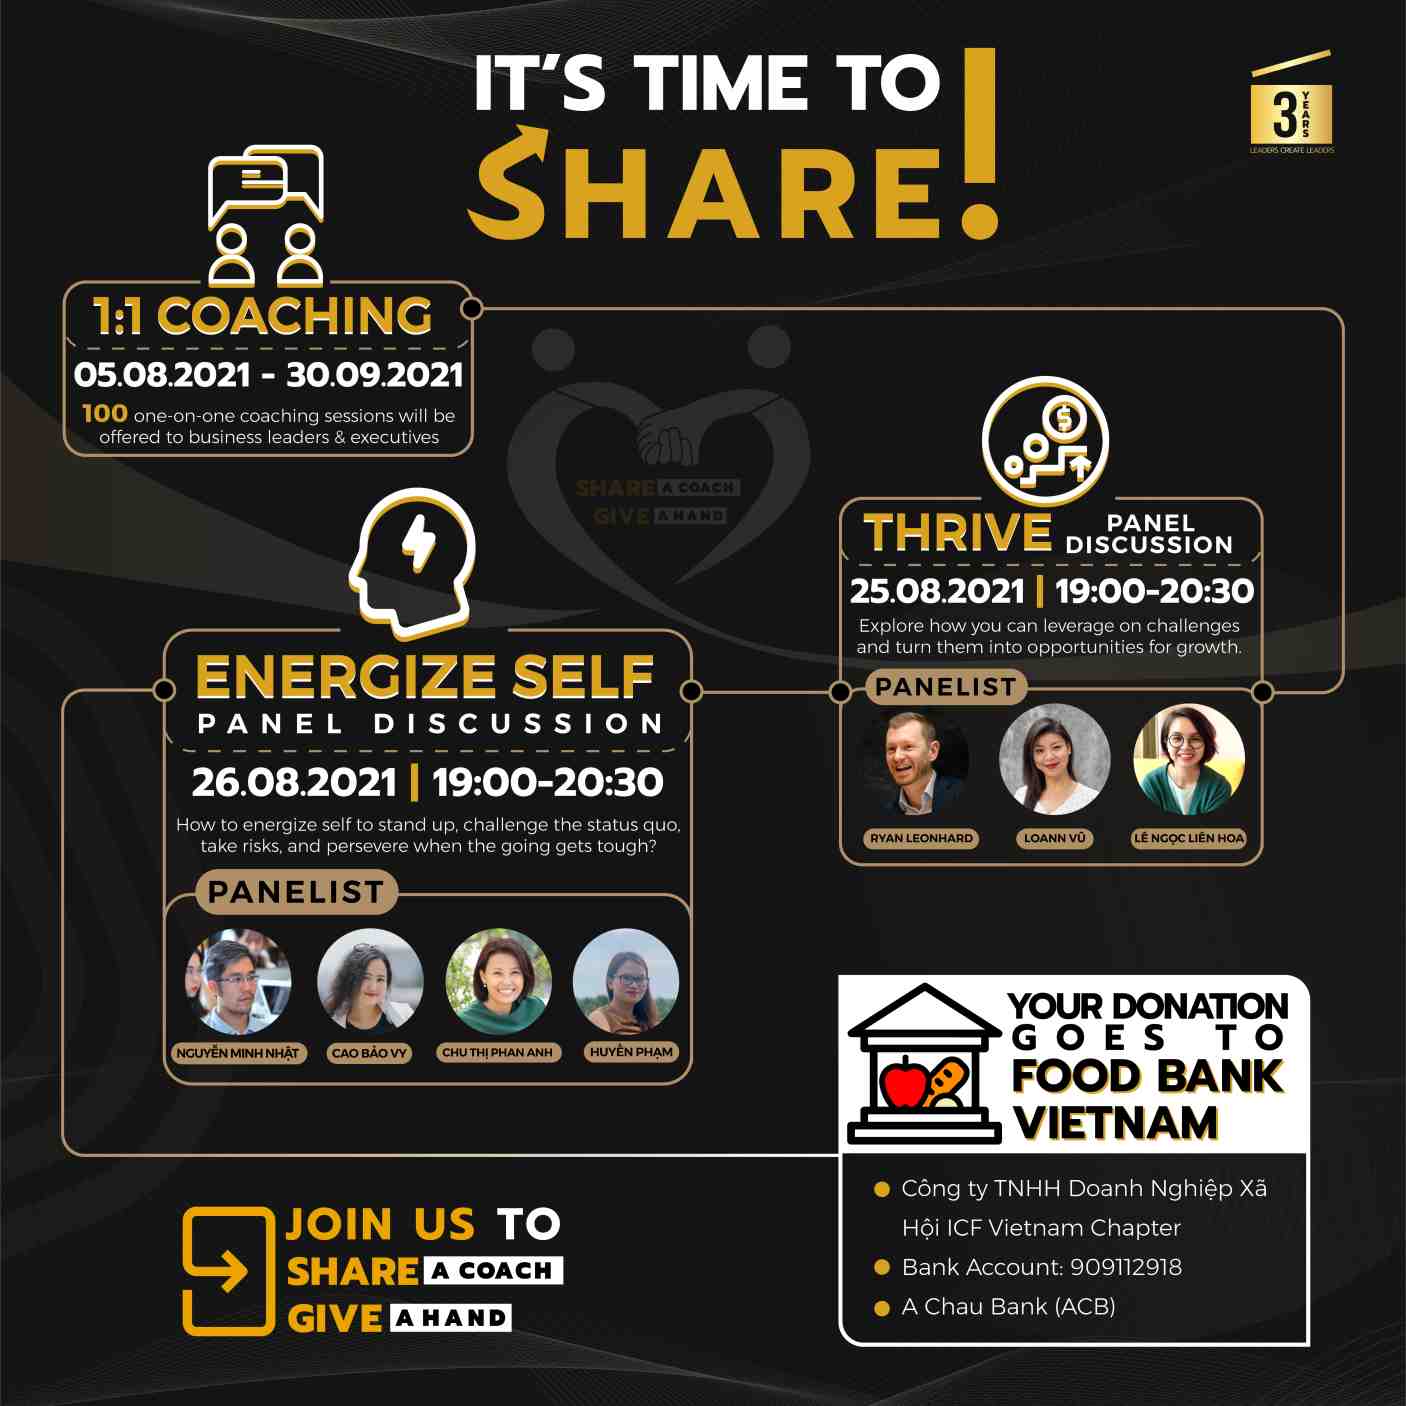 IT'S TIME TO
SHARE!
3 YEARS
LEADERS CREATE LEADERS
1:1 COACHING
05.08.2021 - 30.09.2021
100 one-on-one coaching sessions will be
offered to business leaders & executives
SHARE A COACH
GIVE A HAND
THRIVE PANEL
DISCUSSION
25.08.2021 | 19:00-20:30
Explore how you can leverage on challenges
and turn them into opportunities for growth.
PANELIST
RYAN LEONHARD
LOANN VŨ
LÊ NGỌC LIÊN HOA
ENERGIZE SELF
PANEL DISCUSSION
26.08.2021 | 19:00-20:30
How to energize self to stand up, challenge the status quo,
take risks, and persevere when the going gets tough?
PANELIST
NGUYỄN MINH NHẬT
CAO BẢO VY
CHU THỊ PHAN ANH
HUYỀN PHẠM
YOUR DONATION
GOES TO
FOOD BANK
VIETNAM
Công ty TNHH Doanh Nghiệp Xã
Hội ICF Vietnam Chapter
Bank Account: 909112918
A Chau Bank (ACB)
JOIN US TO
SHARE A COACH
GIVE A HAND